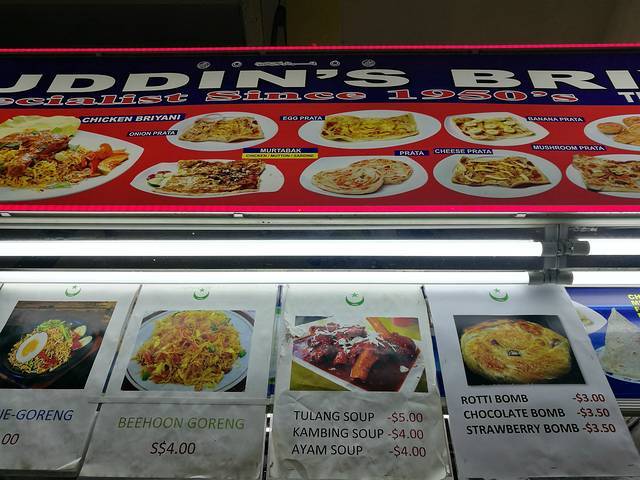 UDDIN'S BRI
ecialist Since 1950's T
CHICKEN BRIYANI
ONION PRATA
EGG PRATA
BANANA PRATA
MURTABAK
CHICKEN / MUTTON / SARDINE
PRATA
CHEESE PRATA
MUSHROOM PRATA
IE-GORENG
00
BEEHOON GORENG
S$4.00
TULANG SOUP -$5.00
KAMBING SOUP -$4.00
AYAM SOUP -$4.00
ROTTI BOMB -$3.00
CHOCOLATE BOMB -$3.50
STRAWBERRY BOMB -$3.50